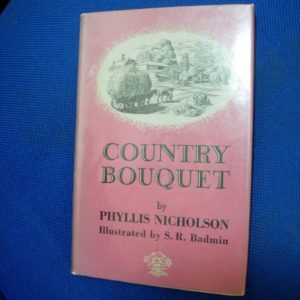 COUNTRY
BOUQUET
by
PHYLLIS NICHOLSON
Illustrated by S. R. Badmin